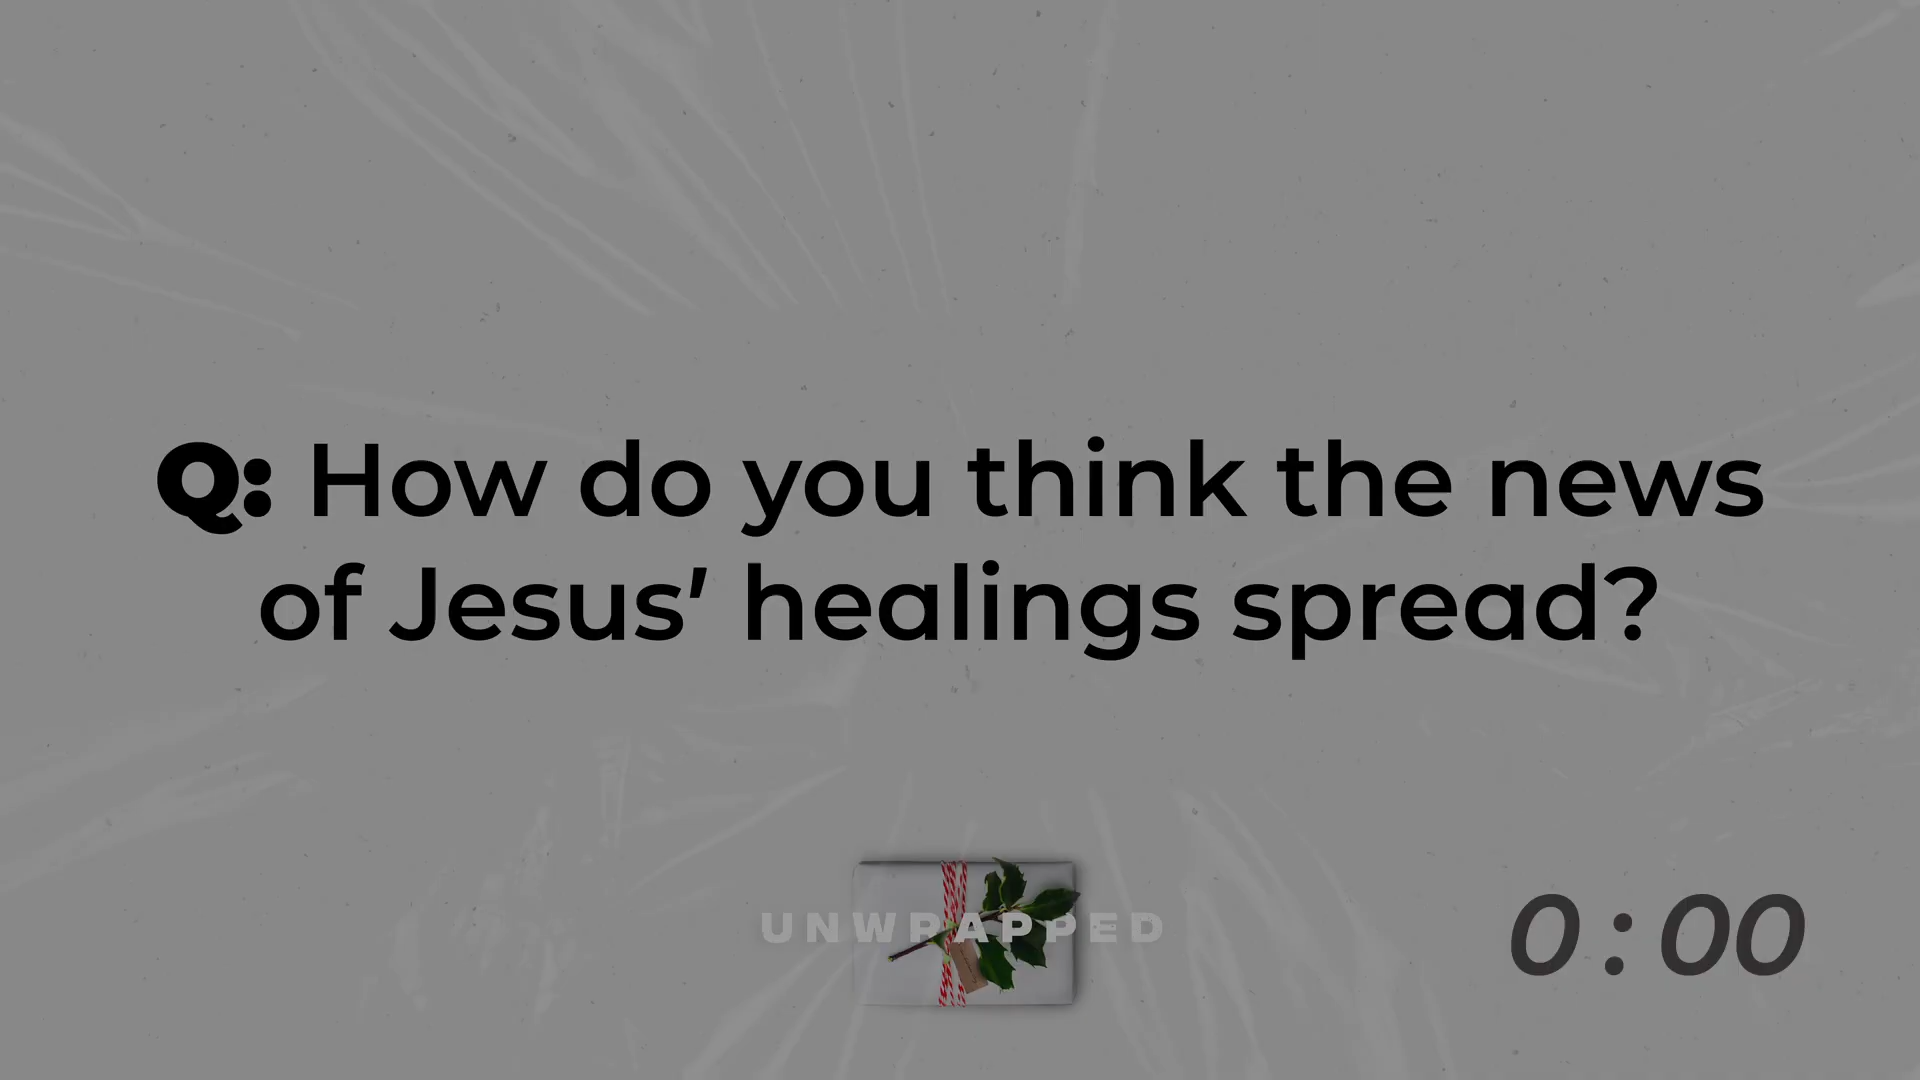 Q: How do you think the news
of Jesus' healings spread?
UNWRAPPED
0:00